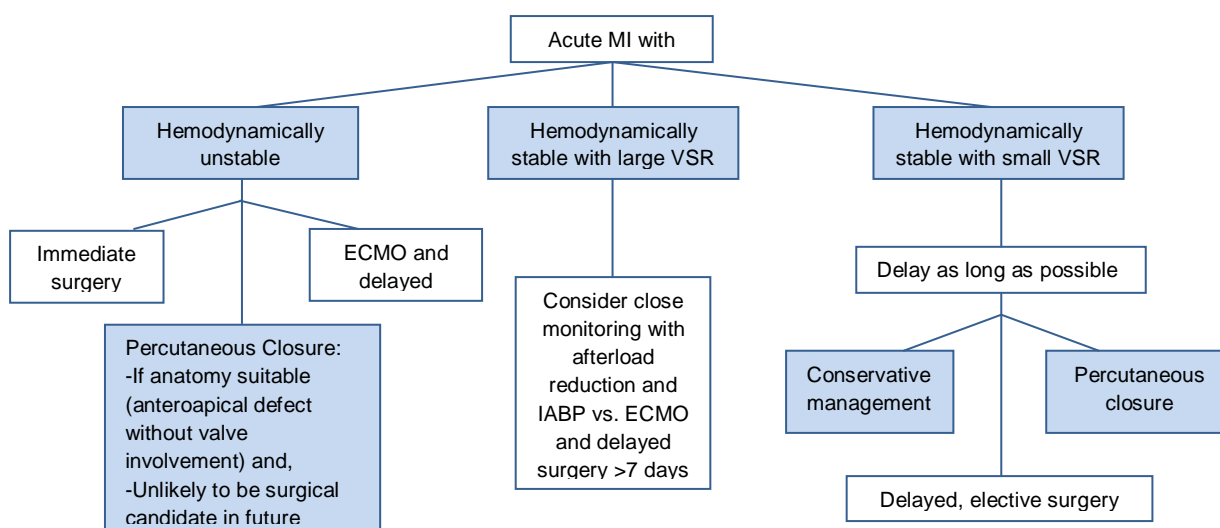 Acute MI with
Hemodynamically
unstable
Hemodynamically
stable with large VSR
Hemodynamically
stable with small VSR
Immediate
surgery
ECMO and
delayed
Percutaneous Closure:
-If anatomy suitable
(anteroapical defect
without valve
involvement) and,
-Unlikely to be surgical
candidate in future
Consider close
monitoring with
afterload
reduction and
IABP vs. ECMO
and delayed
surgery >7 days
Delay as long as possible
Conservative
management
Percutaneous
closure
Delayed, elective surgery